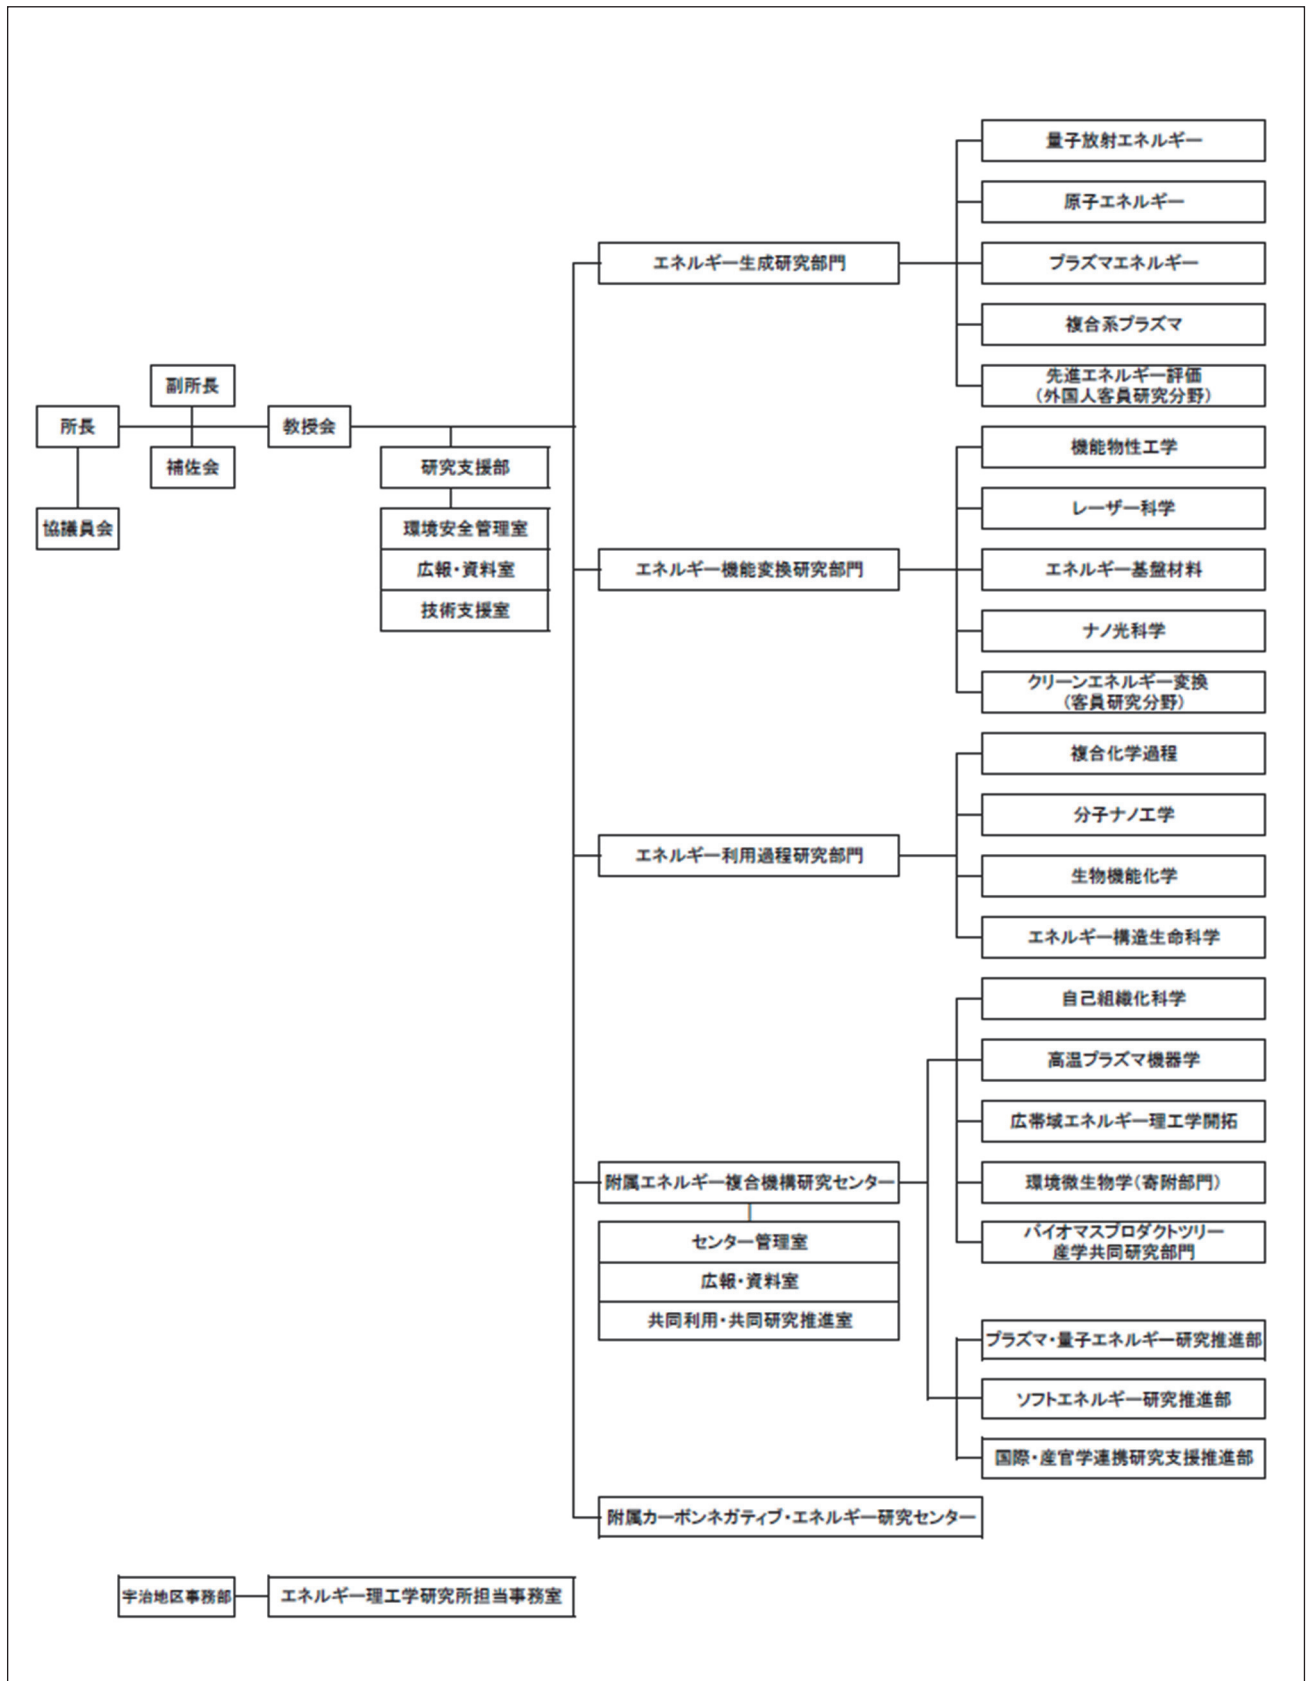 所長
協議員会
副所長
補佐会
教授会
研究支援部
環境安全管理室
広報・資料室
技術支援室
エネルギー生成研究部門
量子放射エネルギー
原子エネルギー
プラズマエネルギー
複合系プラズマ
先進エネルギー評価
(外国人客員研究分野)
エネルギー機能変換研究部門
機能物性工学
レーザー科学
エネルギー基盤材料
ナノ光科学
クリーンエネルギー変換
(客員研究分野)
エネルギー利用過程研究部門
複合化学過程
分子ナノ工学
生物機能化学
エネルギー構造生命科学
附属エネルギー複合機構研究センター
センター管理室
広報・資料室
共同利用・共同研究推進室
自己組織化科学
高温プラズマ機器学
広帯域エネルギー理工学開拓
環境微生物学(寄附部門)
バイオマスプロダクトツリー
産学共同研究部門
プラズマ・量子エネルギー研究推進部
ソフトエネルギー研究推進部
国際・産官学連携研究支援推進部
附属カーボンネガティブ・エネルギー研究センター
宇治地区事務部
エネルギー理工学研究所担当事務室